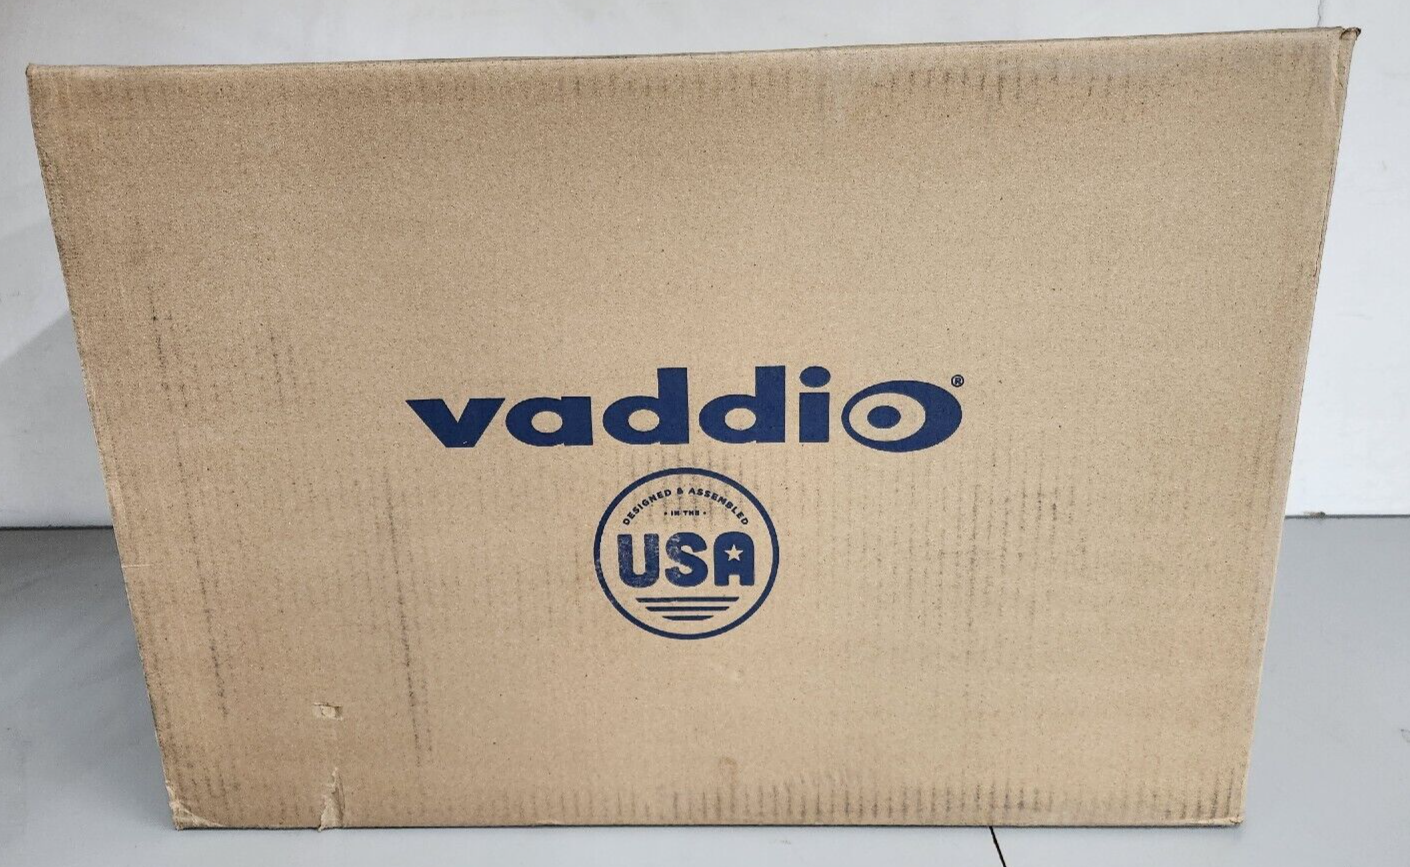 vaddio®
DESIGNED & ASSEMBLED
• IN THE •
USA